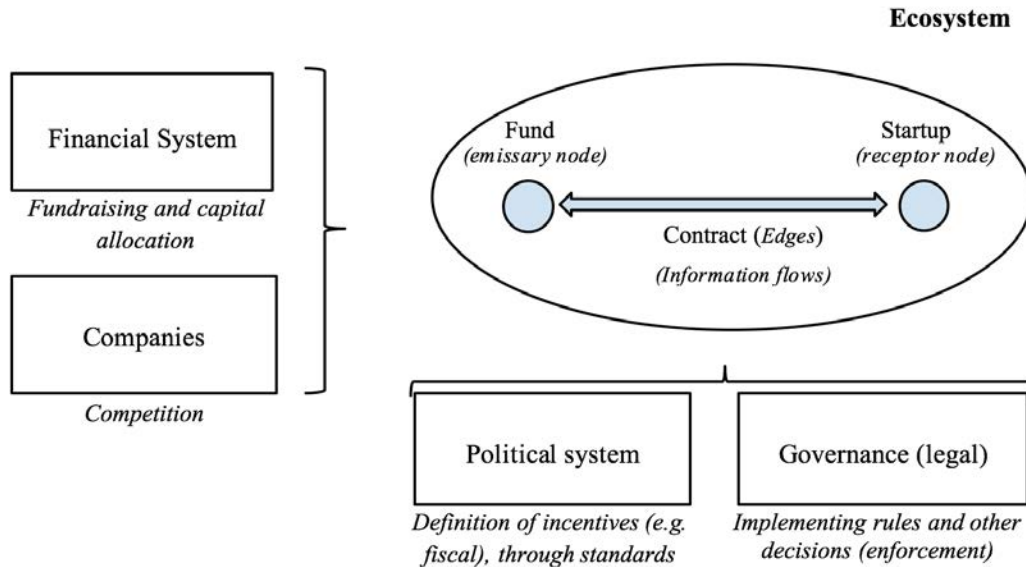 Ecosystem
Financial System
Fundraising and capital
allocation
Companies
Competition
Fund
(emissary node)
Startup
(receptor node)
Contract (Edges)
(Information flows)
Political system
Definition of incentives (e.g.
fiscal), through standards
Governance (legal)
Implementing rules and other
decisions (enforcement)